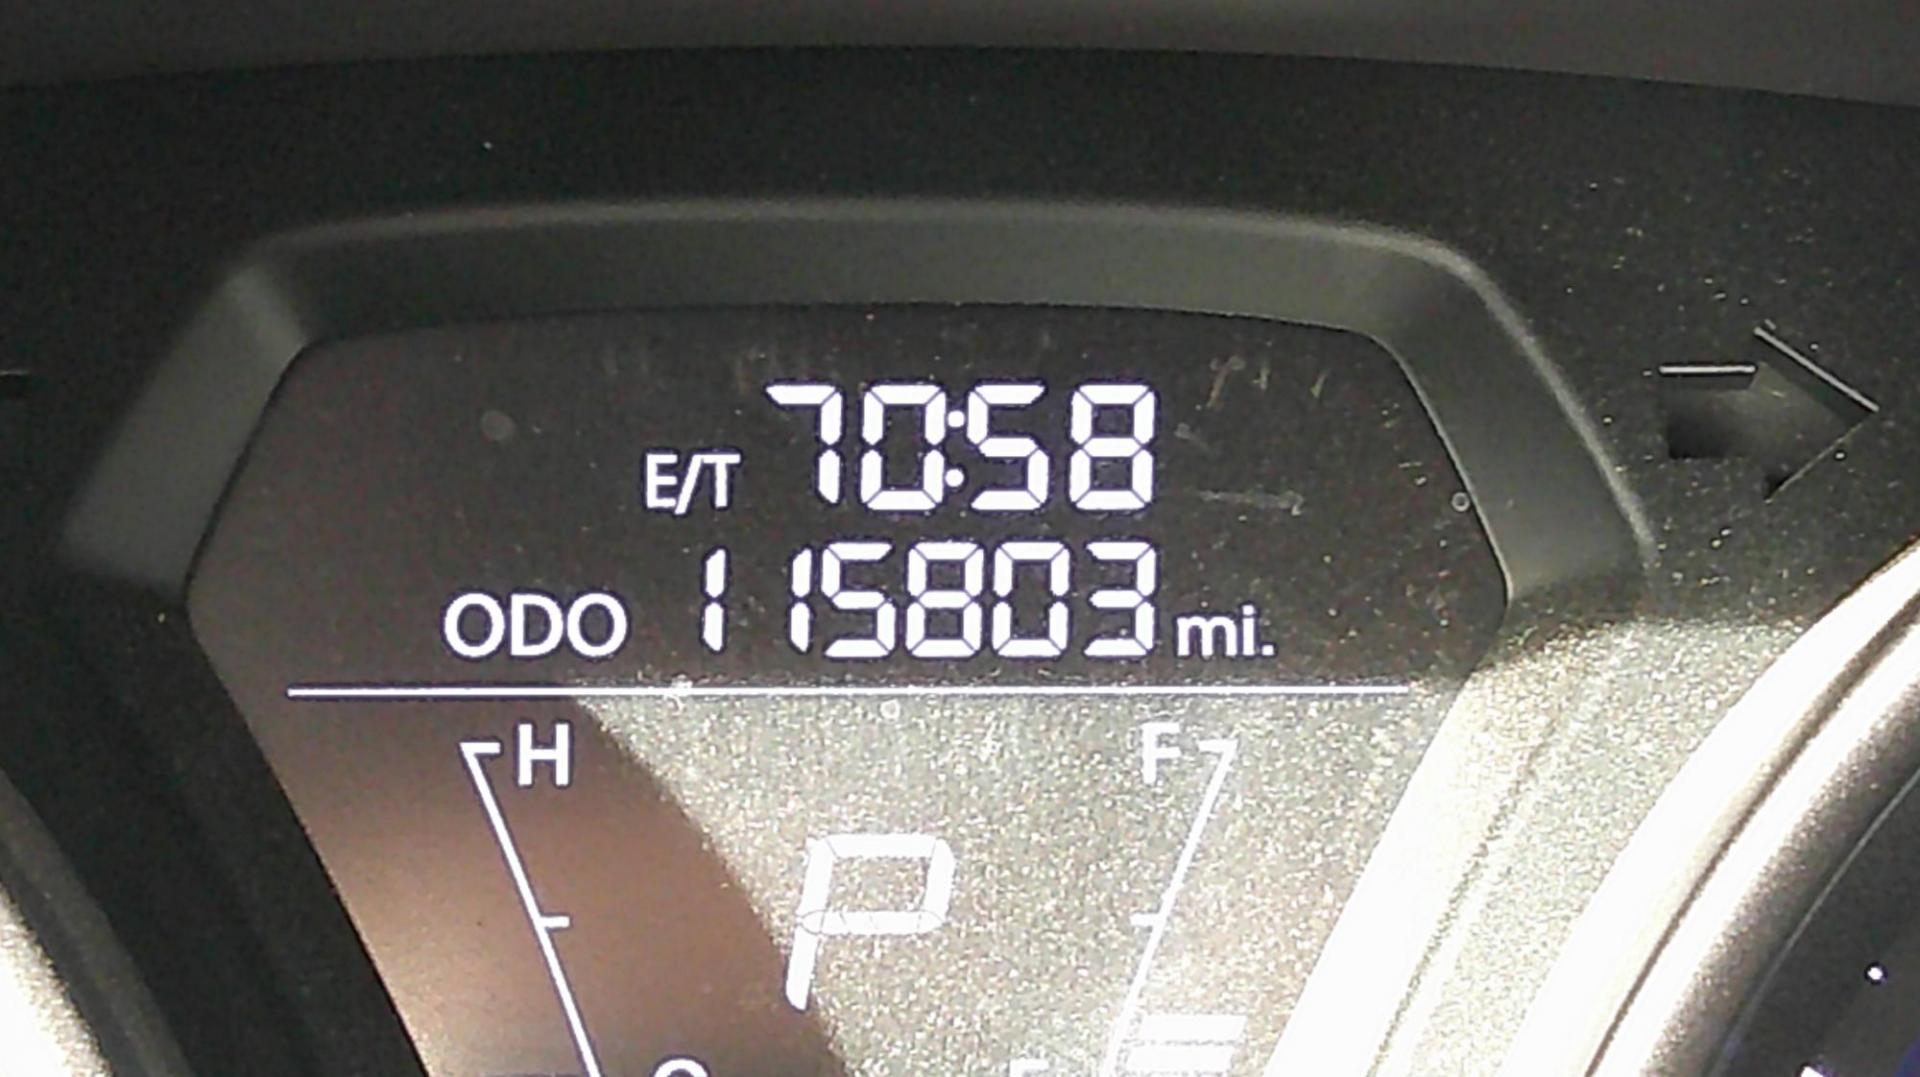 E/T 70:58
ODO 115803 mi.
H F
P